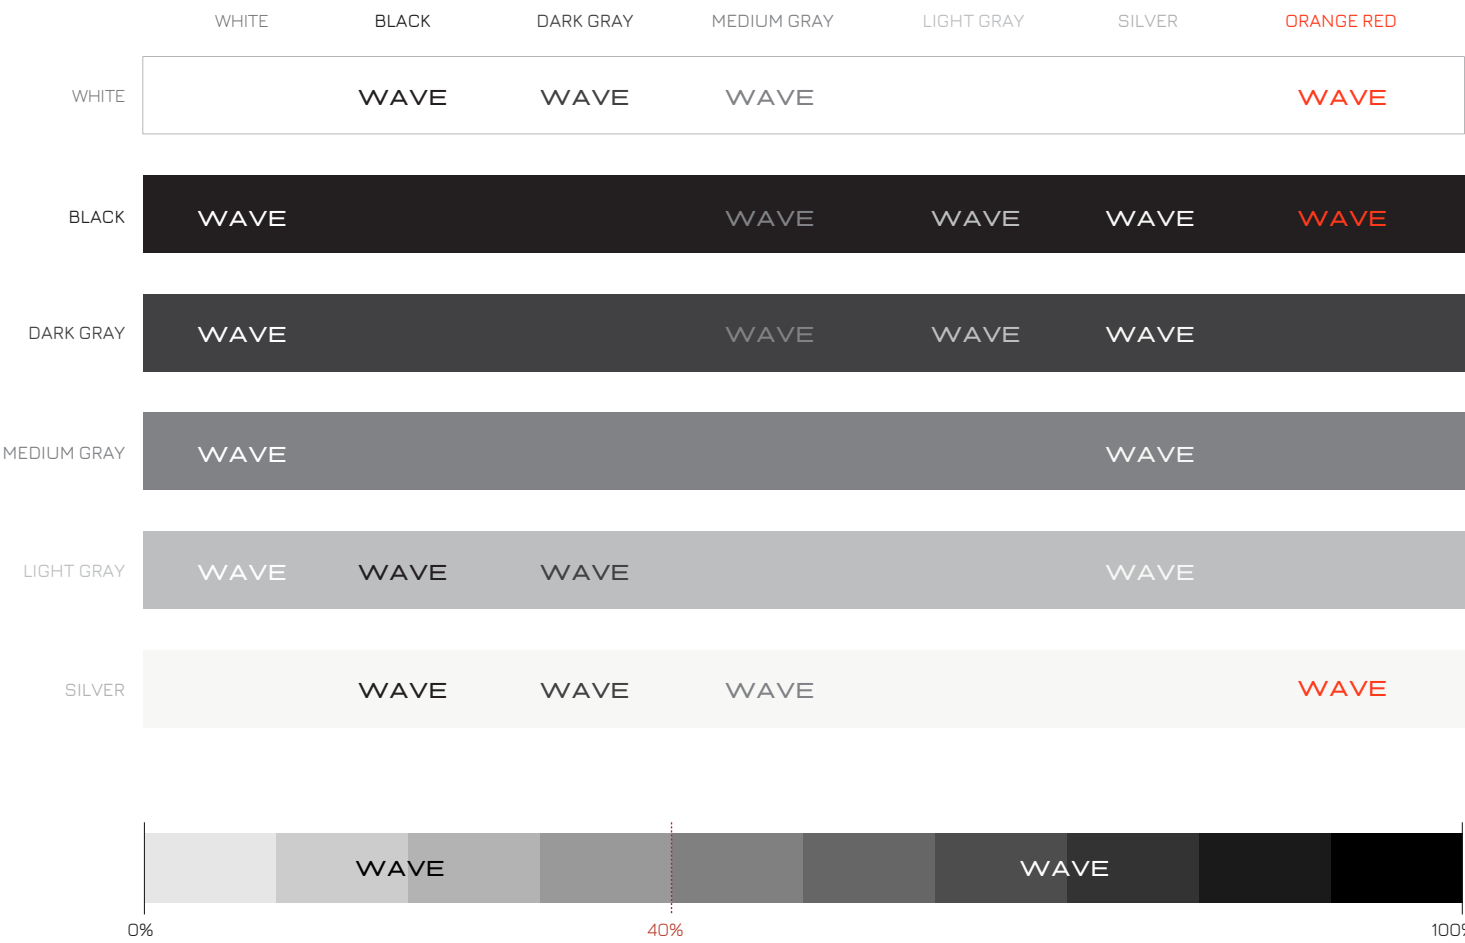 WHITE BLACK DARK GRAY MEDIUM GRAY LIGHT GRAY SILVER ORANGE RED
WHITE WAVE WAVE WAVE WAVE
BLACK WAVE WAVE WAVE WAVE WAVE
DARK GRAY WAVE WAVE WAVE WAVE
MEDIUM GRAY WAVE WAVE
LIGHT GRAY WAVE WAVE WAVE WAVE
SILVER WAVE WAVE WAVE WAVE
WAVE WAVE
0% 40% 100%